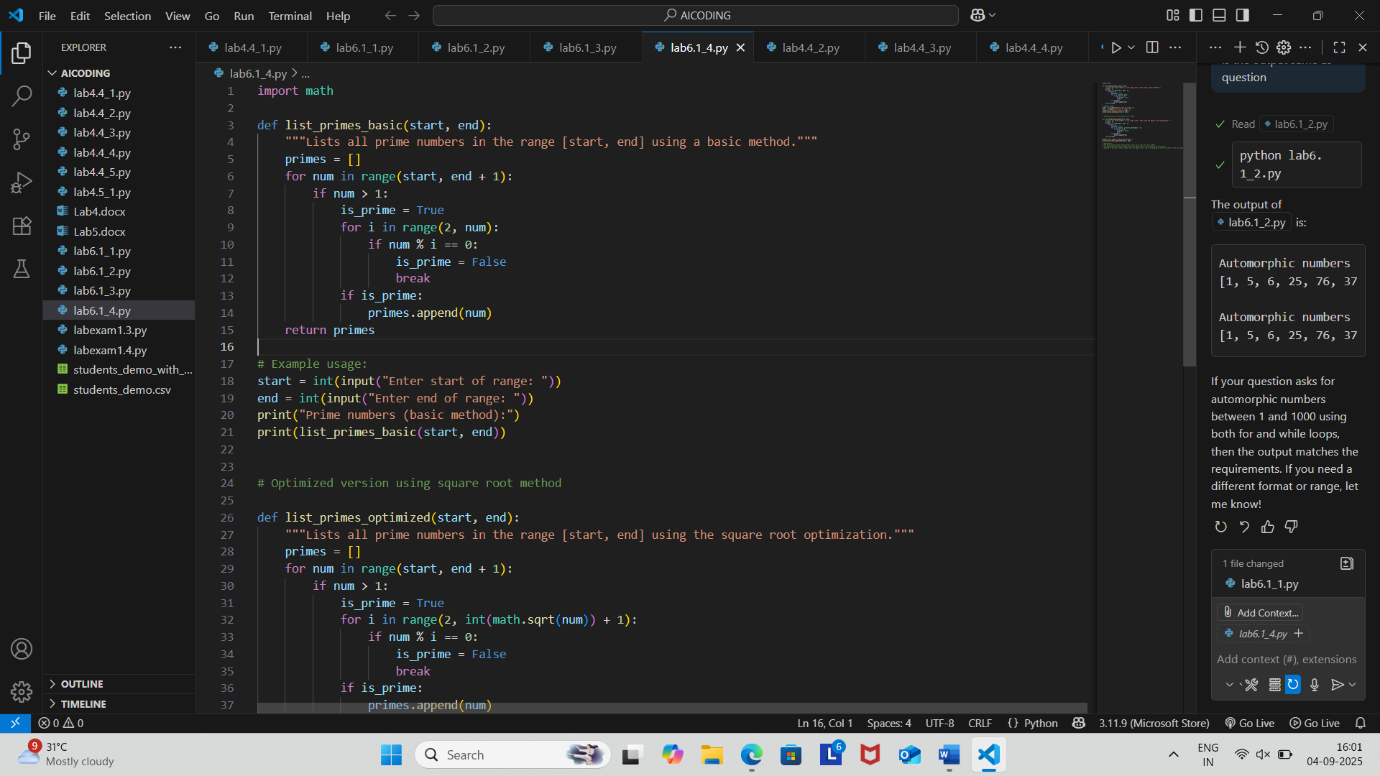 File Edit Selection View Go Run Terminal Help
AICODING
EXPLORER
AICODING
lab4.4_1.py
lab4.4_2.py
lab4.4_3.py
lab4.4_4.py
lab4.4_5.py
lab4.5_1.py
Lab4.docx
Lab5.docx
lab6.1_1.py
lab6.1_2.py
lab6.1_3.py
lab6.1_4.py
labexam1.3.py
labexam1.4.py
students_demo_with_...
students_demo.csv
OUTLINE
TIMELINE
lab4.4_1.py lab6.1_1.py lab6.1_2.py lab6.1_3.py lab6.1_4.py lab4.4_2.py lab4.4_3.py lab4.4_4.py
lab6.1_4.py > ...
1 import math
2
3 def list_primes_basic(start, end):
4 """Lists all prime numbers in the range [start, end] using a basic method."""
5 primes = []
6 for num in range(start, end + 1):
7 if num > 1:
8 is_prime = True
9 for i in range(2, num):
10 if num % i == 0:
11 is_prime = False
12 break
13 if is_prime:
14 primes.append(num)
15 return primes
16
17 # Example usage:
18 start = int(input("Enter start of range: "))
19 end = int(input("Enter end of range: "))
20 print("Prime numbers (basic method):")
21 print(list_primes_basic(start, end))
22
23
24 # Optimized version using square root method
25
26 def list_primes_optimized(start, end):
27 """Lists all prime numbers in the range [start, end] using the square root optimization."""
28 primes = []
29 for num in range(start, end + 1):
30 if num > 1:
31 is_prime = True
32 for i in range(2, int(math.sqrt(num)) + 1):
33 if num % i == 0:
34 is_prime = False
35 break
36 if is_prime:
37 primes.append(num)
question
Read lab6.1_2.py
python lab6.
1_2.py
The output of
lab6.1_2.py is:
Automorphic numbers
[1, 5, 6, 25, 76, 37
Automorphic numbers
[1, 5, 6, 25, 76, 37
If your question asks for
automorphic numbers
between 1 and 1000 using
both for and while loops,
then the output matches the
requirements. If you need a
different format or range, let
me know!
1 file changed
lab6.1_1.py
Add Context...
lab6.1_4.py +
Add context (#), extensions
0 0 Ln 16, Col 1 Spaces: 4 UTF-8 CRLF {} Python 3.11.9 (Microsoft Store) Go Live Go Live
9 31°C
Mostly cloudy
Search
6
ENG
IN
16:01
04-09-2025